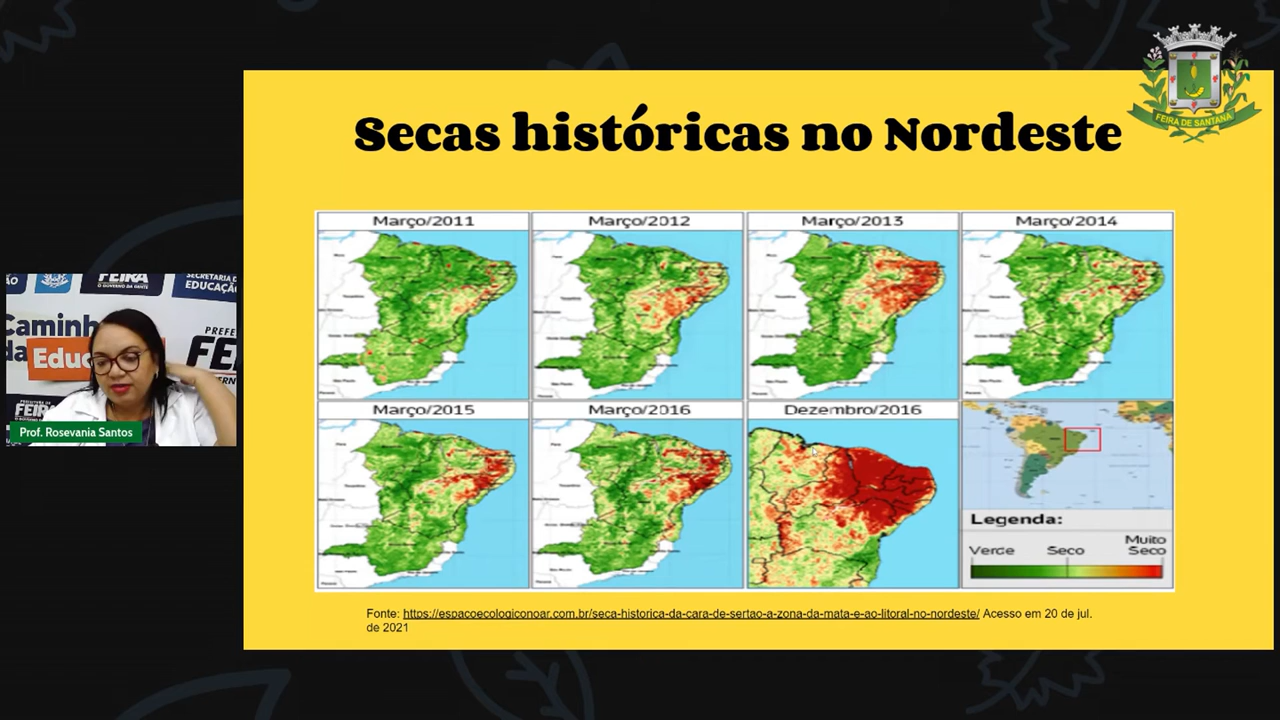 FEIRA DE SANTANA
Secas históricas no Nordeste
Março/2011
Março/2012
Março/2013
Março/2014
Março/2015
Março/2016
Dezembro/2016
Legenda:
Verde
Seco
Muito
Seco
Fonte: https://espacoecologiconoar.com.br/seca-historica-da-cara-de-sertao-a-zona-da-mata-e-ao-litoral-no-nordeste/ Acesso em 20 de jul.
de 2021
FEIRA
SECRETARIA D
EDUCAÇÃO
Caminh
da Educ
PREFE
FE
FEIR
Prof. Rosevania Santos